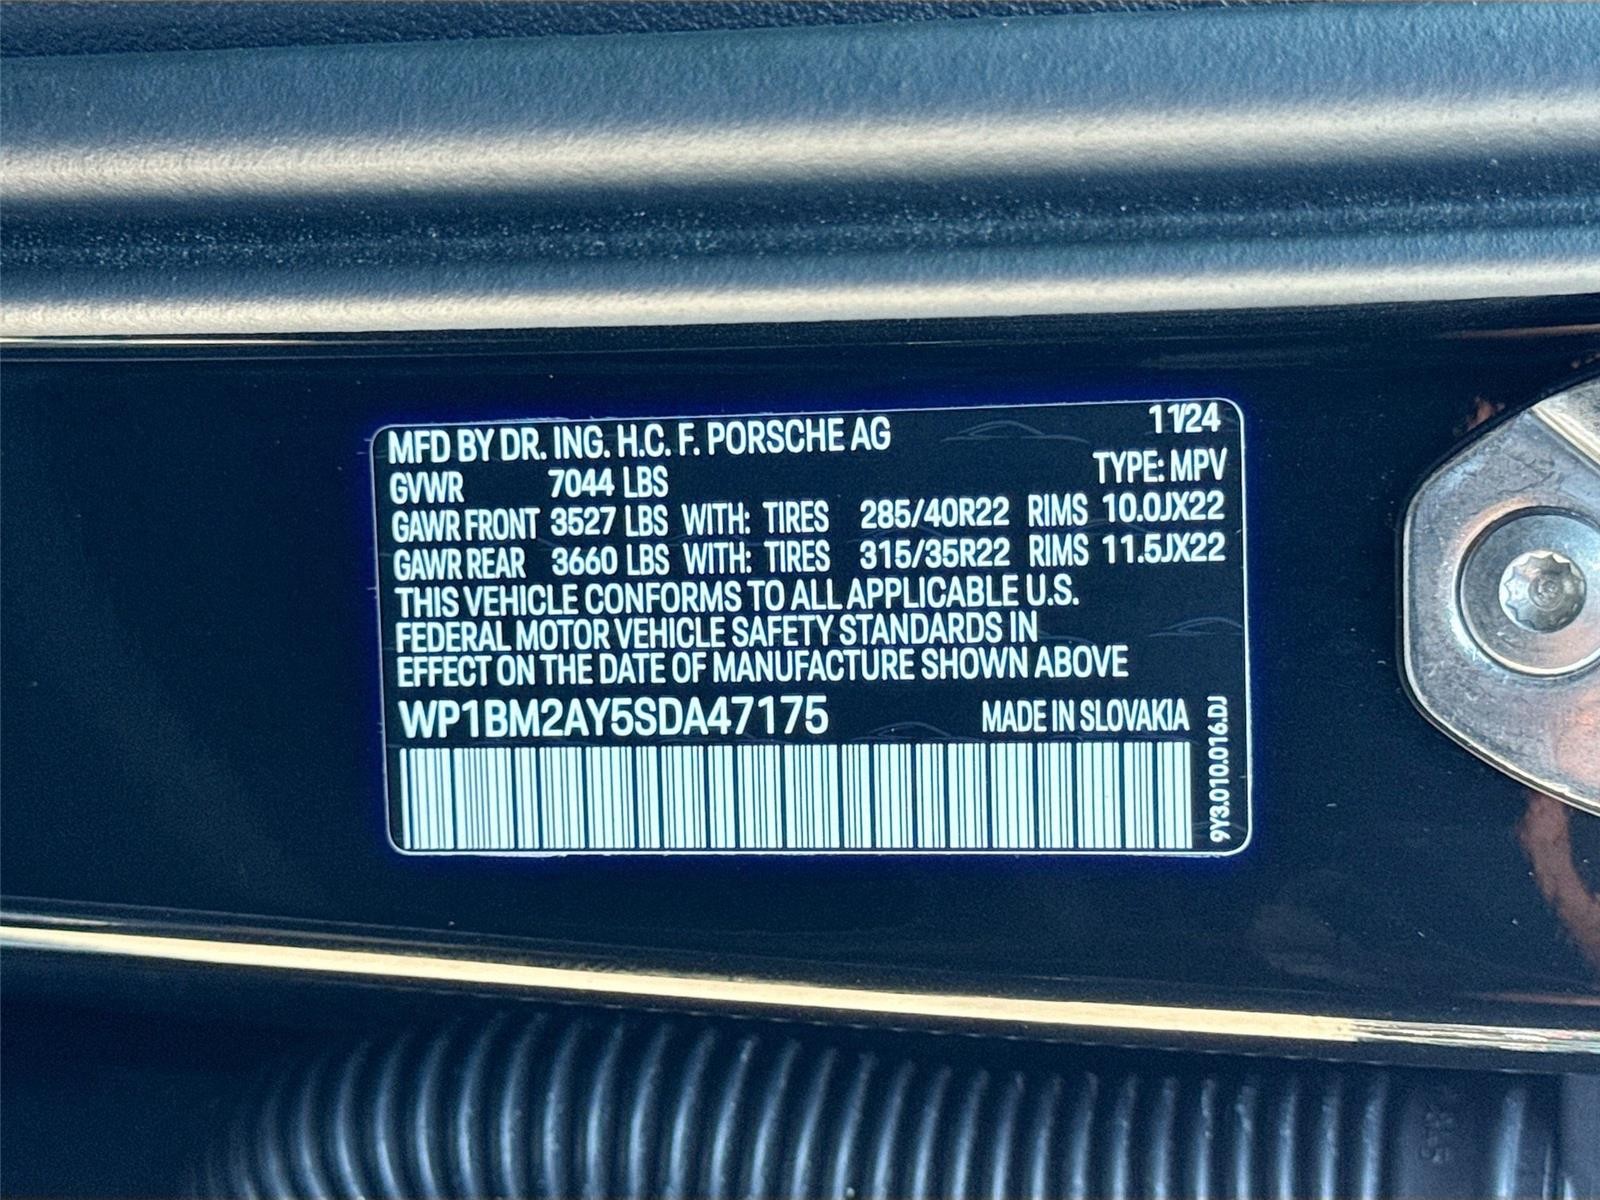 MFD BY DR. ING. H.C. F. PORSCHE AG 11/24
GVWR 7044 LBS TYPE: MPV
GAWR FRONT 3527 LBS WITH: TIRES 285/40R22 RIMS 10.0JX22
GAWR REAR 3660 LBS WITH: TIRES 315/35R22 RIMS 11.5JX22
THIS VEHICLE CONFORMS TO ALL APPLICABLE U.S.
FEDERAL MOTOR VEHICLE SAFETY STANDARDS IN
EFFECT ON THE DATE OF MANUFACTURE SHOWN ABOVE
WP1BM2AY5SDA47175 MADE IN SLOVAKIA
9Y3.010.016.DJ